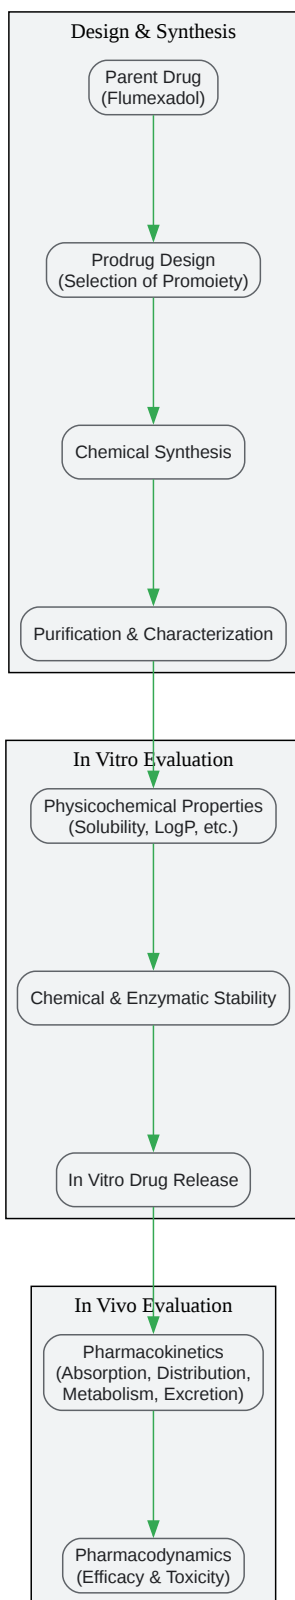 Design & Synthesis
Parent Drug
(Flumexadol)
Prodrug Design
(Selection of Promoiety)
Chemical Synthesis
Purification & Characterization
In Vitro Evaluation
Physicochemical Properties
(Solubility, LogP, etc.)
Chemical & Enzymatic Stability
In Vitro Drug Release
In Vivo Evaluation
Pharmacokinetics
(Absorption, Distribution,
Metabolism, Excretion)
Pharmacodynamics
(Efficacy & Toxicity)